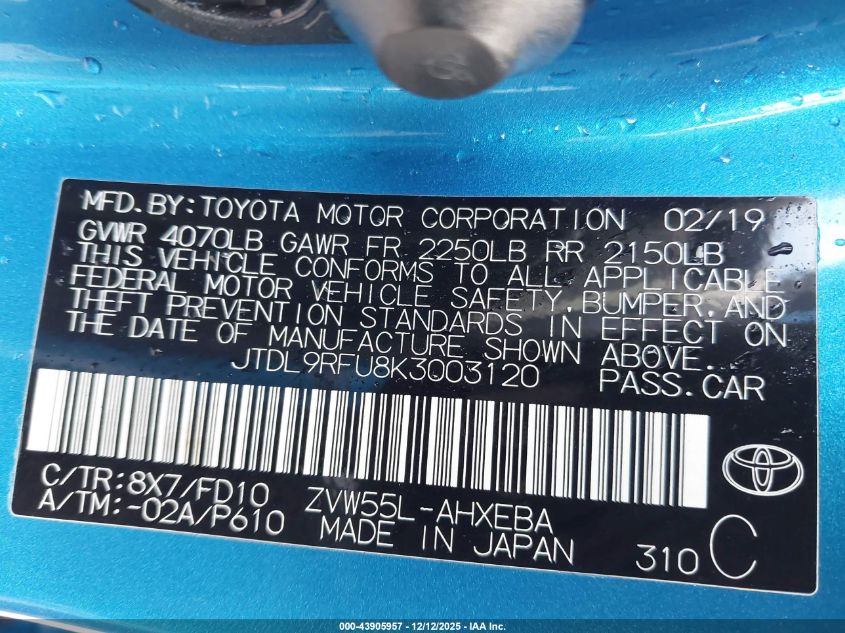 MFD.BY:TOYOTA MOTOR CORPORATION 02/19
GVWR 4070LB GAWR FR 2250LB RR 2150LB
THIS VEHICLE CONFORMS TO ALL APPLICABLE
FEDERAL MOTOR VEHICLE SAFETY,BUMPER,AND
THEFT PREVENTION STANDARDS IN EFFECT ON
THE DATE OF MANUFACTURE SHOWN ABOVE.
JTDL9RFU8K3003120 PASS.CAR
C/TR:8X7/FD10 ZVW55L-AHXEBA
A/TM:-02A/P610 MADE IN JAPAN 310 C
000-43905957 - 12/12/2025 - IAA Inc.